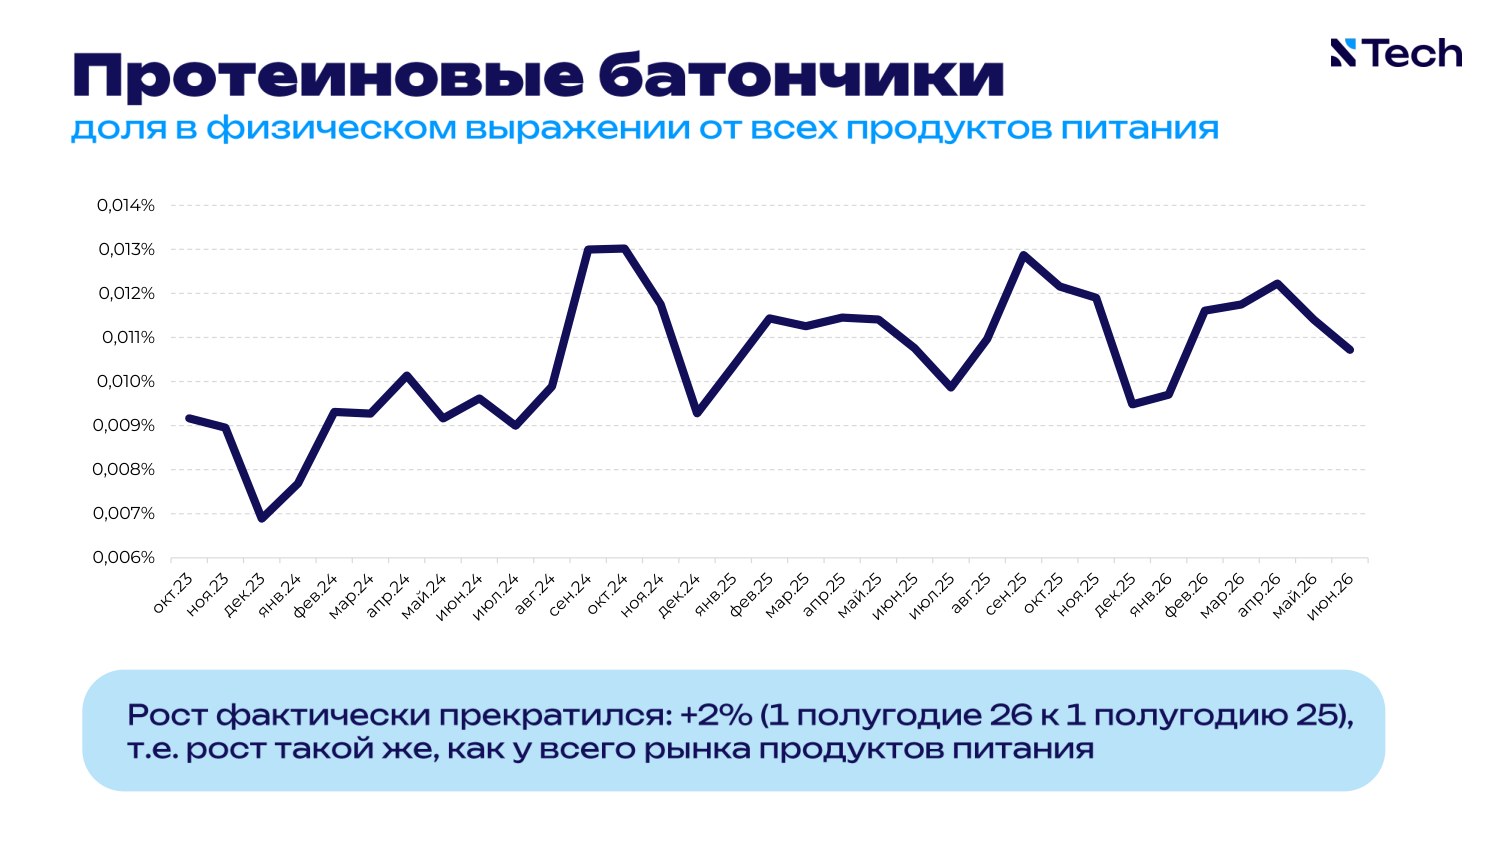 Протеиновые батончики
Tech
доля в физическом выражении от всех продуктов питания
0,014%
0,013%
0,012%
0,011%
0,010%
0,009%
0,008%
0,007%
0,006%
окт.23
ноя.23
дек.23
янв.24
фев.24
мар.24
апр.24
май.24
июн.24
июл.24
авг.24
сен.24
окт.24
ноя.24
дек.24
янв.25
фев.25
мар.25
апр.25
май.25
июн.25
июл.25
авг.25
сен.25
окт.25
ноя.25
дек.25
янв.26
фев.26
мар.26
апр.26
май.26
июн.26
Рост фактически прекратился: +2% (1 полугодие 26 к 1 полугодию 25),
т.е. рост такой же, как у всего рынка продуктов питания